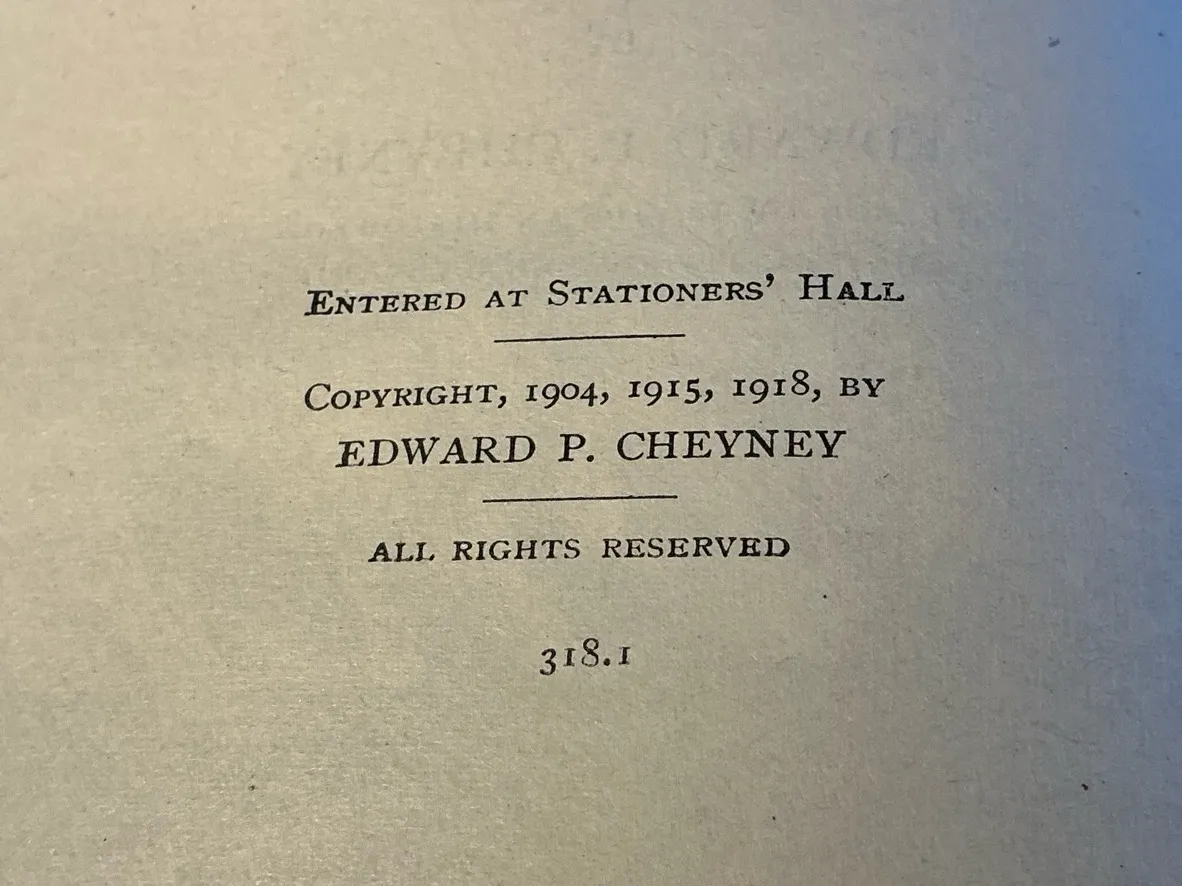 ENTERED AT STATIONERS' HALL
COPYRIGHT, 1904, 1915, 1918, BY
EDWARD P. CHEYNEY
ALL RIGHTS RESERVED
318.1